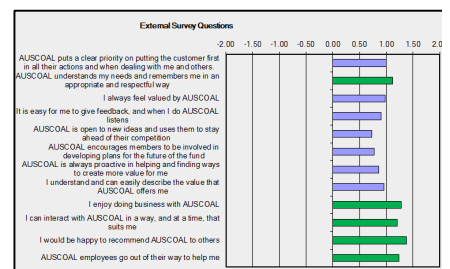 External Survey Questions
-2.00 -1.50 -1.00 -0.50 0.00 0.50 1.00 1.50 2.0
AUSCOAL puts a clear priority on putting the customer first
in all their actions and when dealing with me and others.
AUSCOAL understands my needs and remembers me in an
appropriate and respectful way
I always feel valued by AUSCOAL
It is easy for me to give feedback, and when I do AUSCOAL
listens
AUSCOAL is open to new ideas and uses them to stay
ahead of their competition
AUSCOAL encourages members to be involved in
developing plans for the future of the fund
AUSCOAL is always proactive in helping and finding ways
to create more value for me
I understand and can easily describe the value that
AUSCOAL offers me
I enjoy doing business with AUSCOAL
I can interact with AUSCOAL in a way, and at a time, that
suits me
I would be happy to recommend AUSCOAL to others
AUSCOAL employees go out of their way to help me